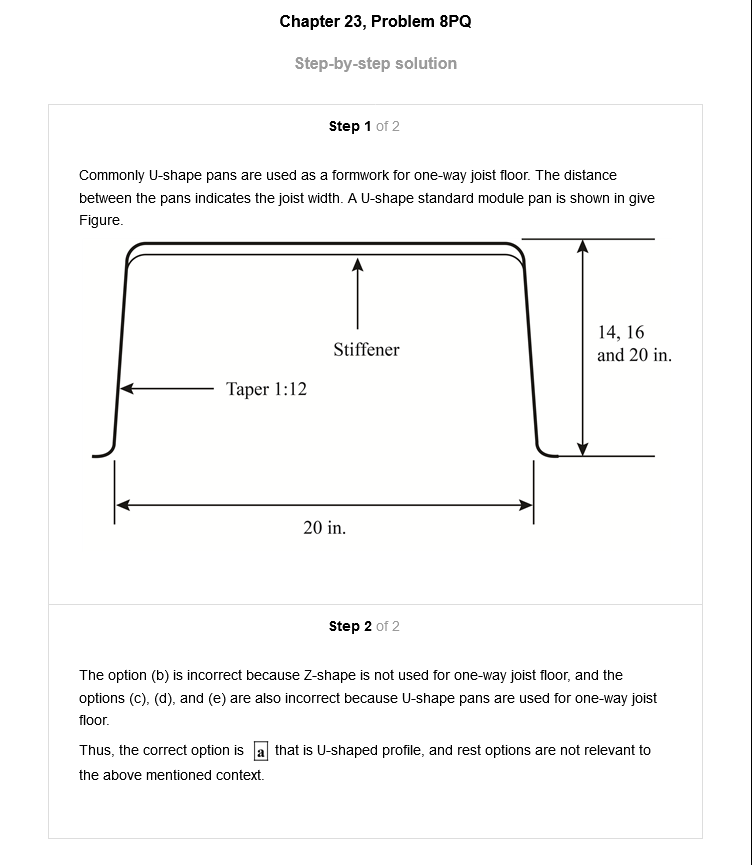 Chapter 23, Problem 8PQ
Step-by-step solution
Step 1 of 2
Commonly U-shape pans are used as a formwork for one-way joist floor. The distance
between the pans indicates the joist width. A U-shape standard module pan is shown in give
Figure.
14, 16
and 20 in.
Stiffener
Taper 1:12
20 in.
Step 2 of 2
The option (b) is incorrect because Z-shape is not used for one-way joist floor, and the
options (c), (d), and (e) are also incorrect because U-shape pans are used for one-way joist
floor.
Thus, the correct option is a that is U-shaped profile, and rest options are not relevant to
the above mentioned context.